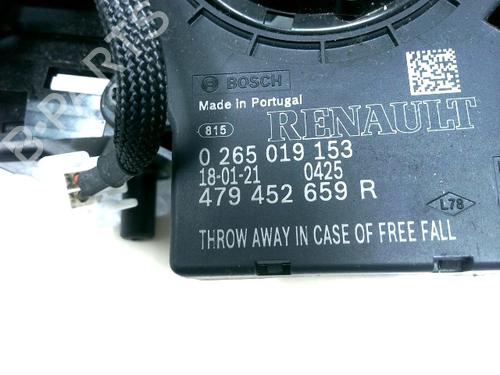 BOSCH
Made in Portugal
815
RENAULT
0 265 019 153
18-01-21 0425
479 452 659 R
L78
THROW AWAY IN CASE OF FREE FALL
B-PARTS